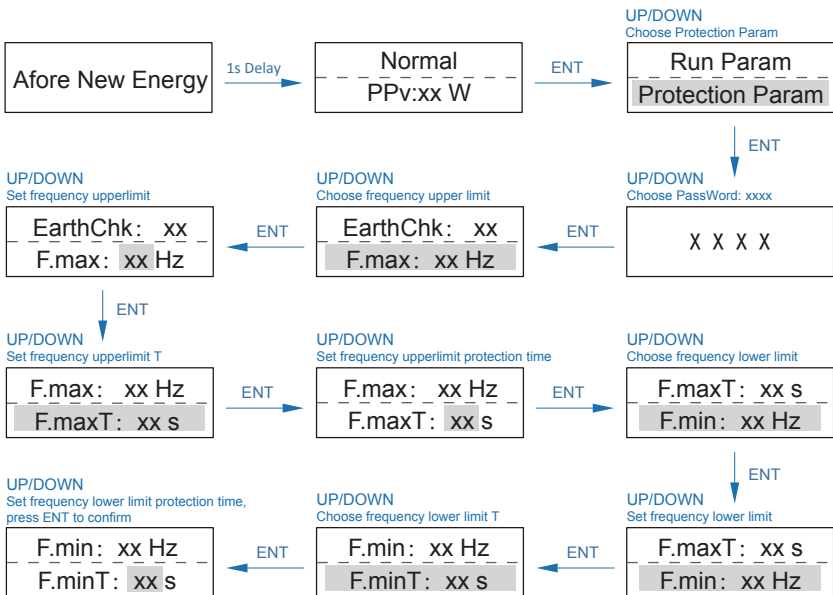 Afore New Energy
1s Delay
Normal
PPv:xx W
ENT
UP/DOWN
Choose Protection Param
Run Param
Protection Param
ENT
UP/DOWN
Choose PassWord: xxxx
X X X X
ENT
UP/DOWN
Choose frequency upper limit
EarthChk: xx
F.max: xx Hz
ENT
UP/DOWN
Set frequency upperlimit
EarthChk: xx
F.max: xx Hz
ENT
UP/DOWN
Set frequency upperlimit T
F.max: xx Hz
F.maxT: xx s
ENT
UP/DOWN
Set frequency upperlimit protection time
F.max: xx Hz
F.maxT: xx s
ENT
UP/DOWN
Choose frequency lower limit
F.maxT: xx s
F.min: xx Hz
ENT
UP/DOWN
Set frequency lower limit
F.maxT: xx s
F.min: xx Hz
ENT
UP/DOWN
Choose frequency lower limit T
F.min: xx Hz
F.minT: xx s
ENT
UP/DOWN
Set frequency lower limit protection time,
press ENT to confirm
F.min: xx Hz
F.minT: xx s